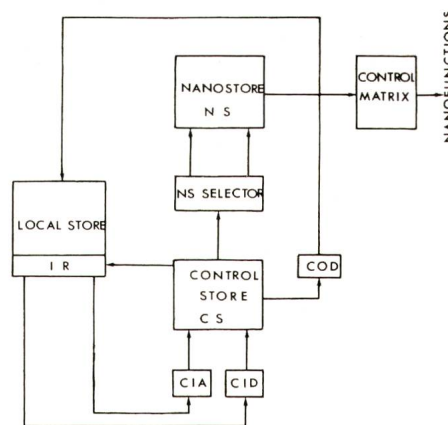 NANOSTORE
N S
CONTROL
MATRIX
NANOFUNCTIONS
NS SELECTOR
LOCAL STORE
I R
CONTROL
STORE
C S
COD
CIA
CID